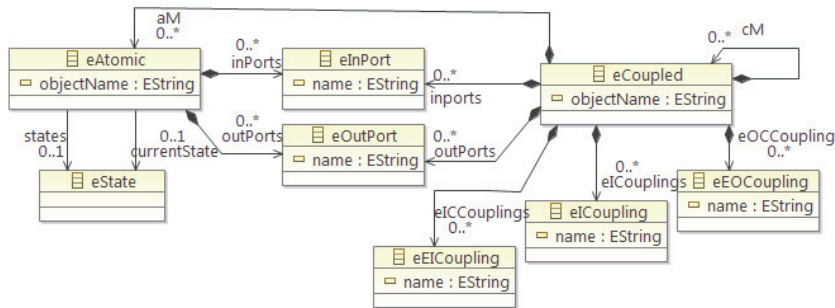 aM
0..*
0..*
cM
eAtomic
objectName : EString
0..*
inPorts
eInPort
name : EString
0..*
inports
eCoupled
objectName : EString
states
0..1
0..1
currentState
0..*
outPorts
eOutPort
name : EString
0..*
outPorts
eOCCoupling
0..*
eState
0..*
eICouplings
eICCouplings
0..*
eICoupling
name : EString
eEOCoupling
name : EString
eEICoupling
name : EString